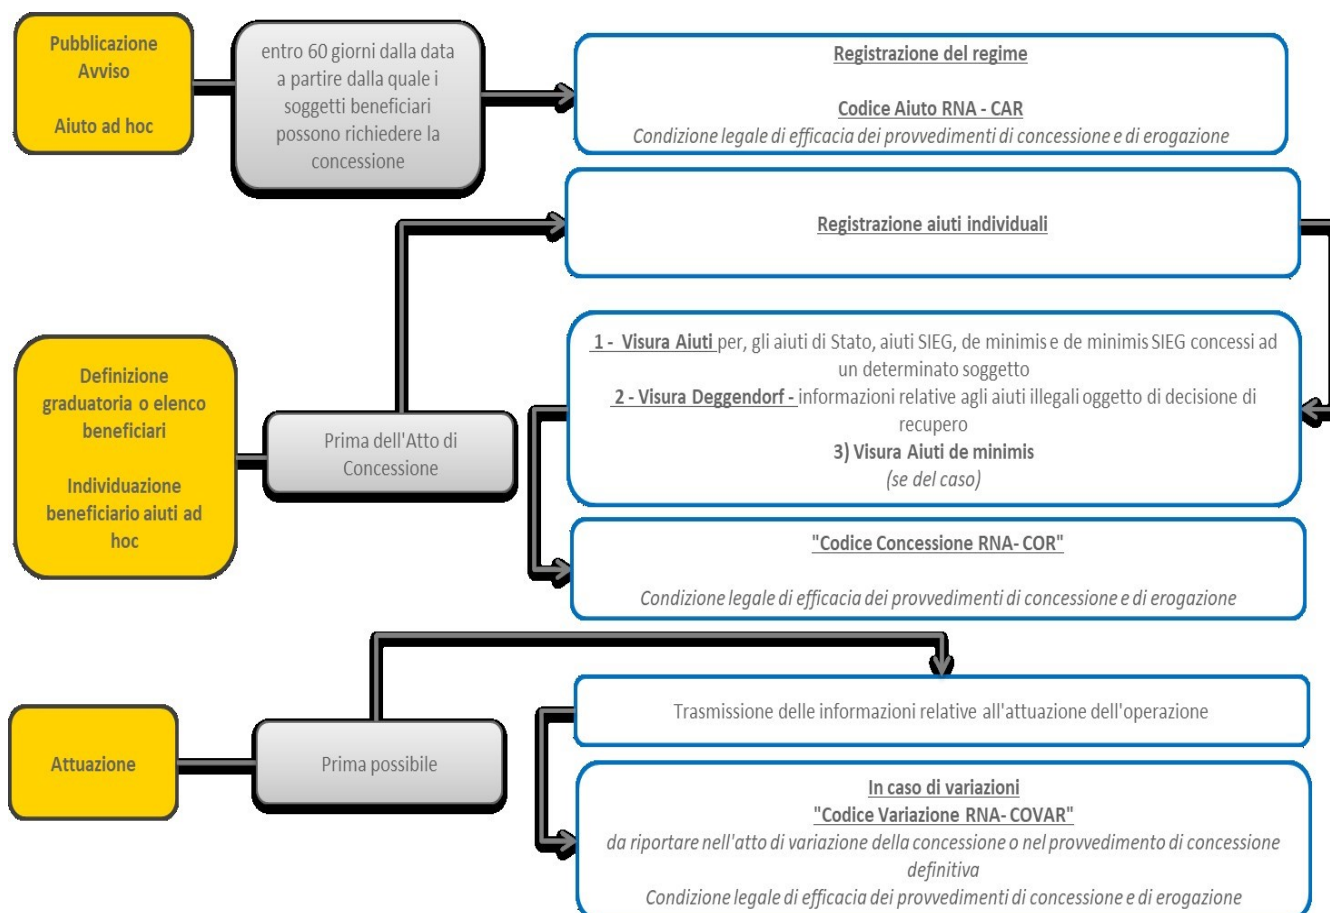 Pubblicazione
Avviso
Aiuto ad hoc
entro 60 giorni dalla data
a partire dalla quale i
soggetti beneficiari
possono richiedere la
concessione
Registrazione del regime
Codice Aiuto RNA - CAR
Condizione legale di efficacia dei provvedimenti di concessione e di erogazione
Registrazione aiuti individuali
Definizione
graduatoria o elenco
beneficiari
Individuazione
beneficiario aiuti ad
hoc
Prima dell'Atto di
Concessione
1 - Visura Aiuti per, gli aiuti di Stato, aiuti SIEG, de minimis e de minimis SIEG concessi ad
un determinato soggetto
2 - Visura Deggendorf - informazioni relative agli aiuti illegali oggetto di decisione di
recupero
3) Visura Aiuti de minimis
(se del caso)
"Codice Concessione RNA- COR"
Condizione legale di efficacia dei provvedimenti di concessione e di erogazione
Attuazione
Prima possibile
Trasmissione delle informazioni relative all'attuazione dell'operazione
In caso di variazioni
"Codice Variazione RNA- COVAR"
da riportare nell'atto di variazione della concessione o nel provvedimento di concessione
definitiva
Condizione legale di efficacia dei provvedimenti di concessione e di erogazione